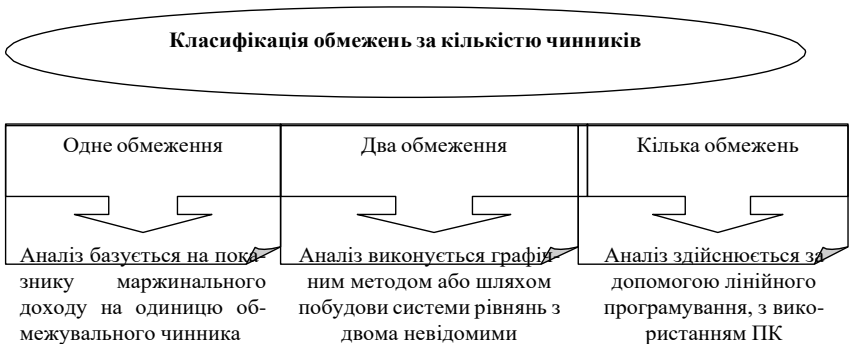 Класифікація обмежень за кількістю чинників
Одне обмеження
Аналіз базується на пока-
знику маржинального
доходу на одиницю об-
межувального чинника
Два обмеження
Аналіз виконується графіч-
ним методом або шляхом
побудови системи рівнянь з
двома невідомими
Кілька обмежень
Аналіз здійснюється за
допомогою лінійного
програмування, з вико-
ристанням ПК